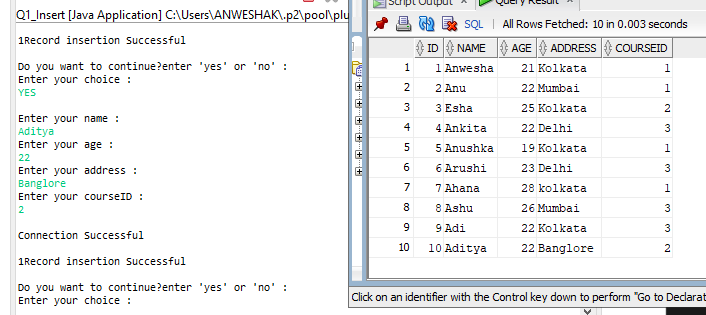 Q1_Insert [Java Application] C:\Users\ANWESHAK\.p2\pool\plu
1Record insertion Successful
Do you want to continue?enter 'yes' or 'no' :
Enter your choice :
YES
Enter your name :
Aditya
Enter your age :
22
Enter your address :
Banglore
Enter your courseID :
2
Connection Successful
1Record insertion Successful
Do you want to continue?enter 'yes' or 'no' :
Enter your choice :
Script Output × Query Result ×
SQL | All Rows Fetched: 10 in 0.003 seconds
ID NAME AGE ADDRESS COURSEID
1 1 Anwesha 21 Kolkata 1
2 2 Anu 22 Mumbai 1
3 3 Esha 25 Kolkata 2
4 4 Ankita 22 Delhi 3
5 5 Anushka 19 Kolkata 1
6 6 Arushi 23 Delhi 3
7 7 Ahana 28 kolkata 1
8 8 Ashu 26 Mumbai 3
9 9 Adi 22 Kolkata 3
10 10 Aditya 22 Banglore 2
Click on an identifier with the Control key down to perform "Go to Declarat